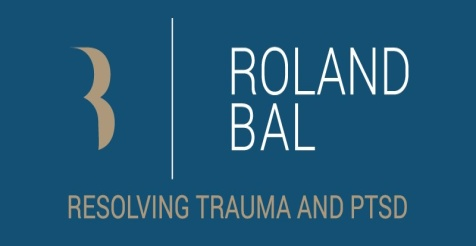 ROLAND
BAL
RESOLVING TRAUMA AND PTSD